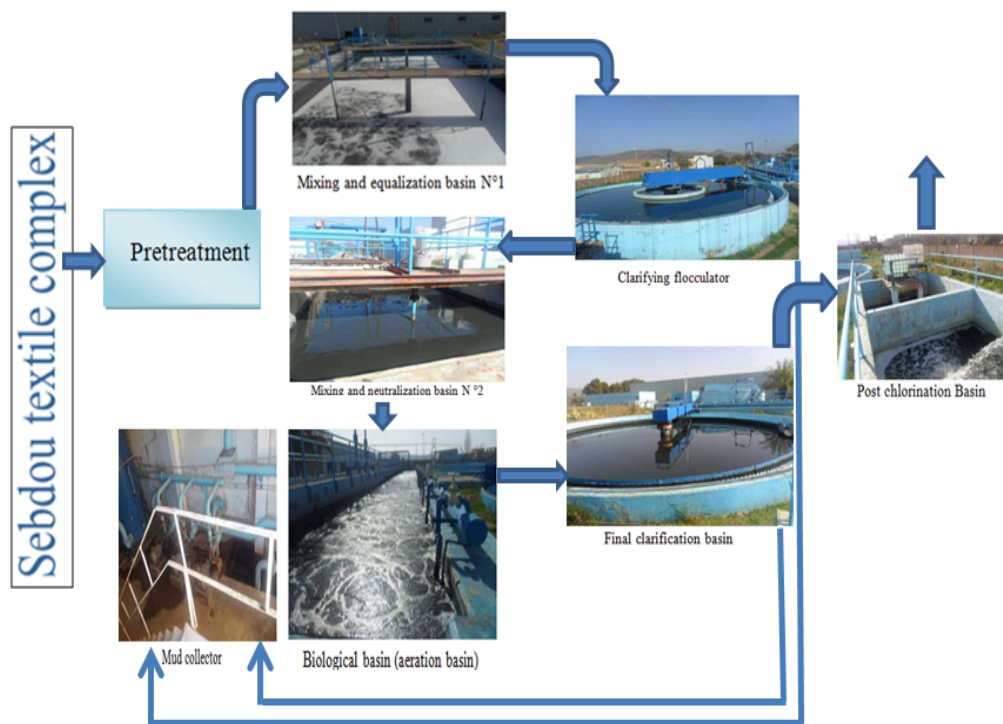 Sebdou textile complex
Pretreatment
Mixing and equalization basin N°1
Clarifying flocculator
Mixing and neutralization basin N °2
Biological basin (aeration basin)
Final clarification basin
Post chlorination Basin
Mud collector